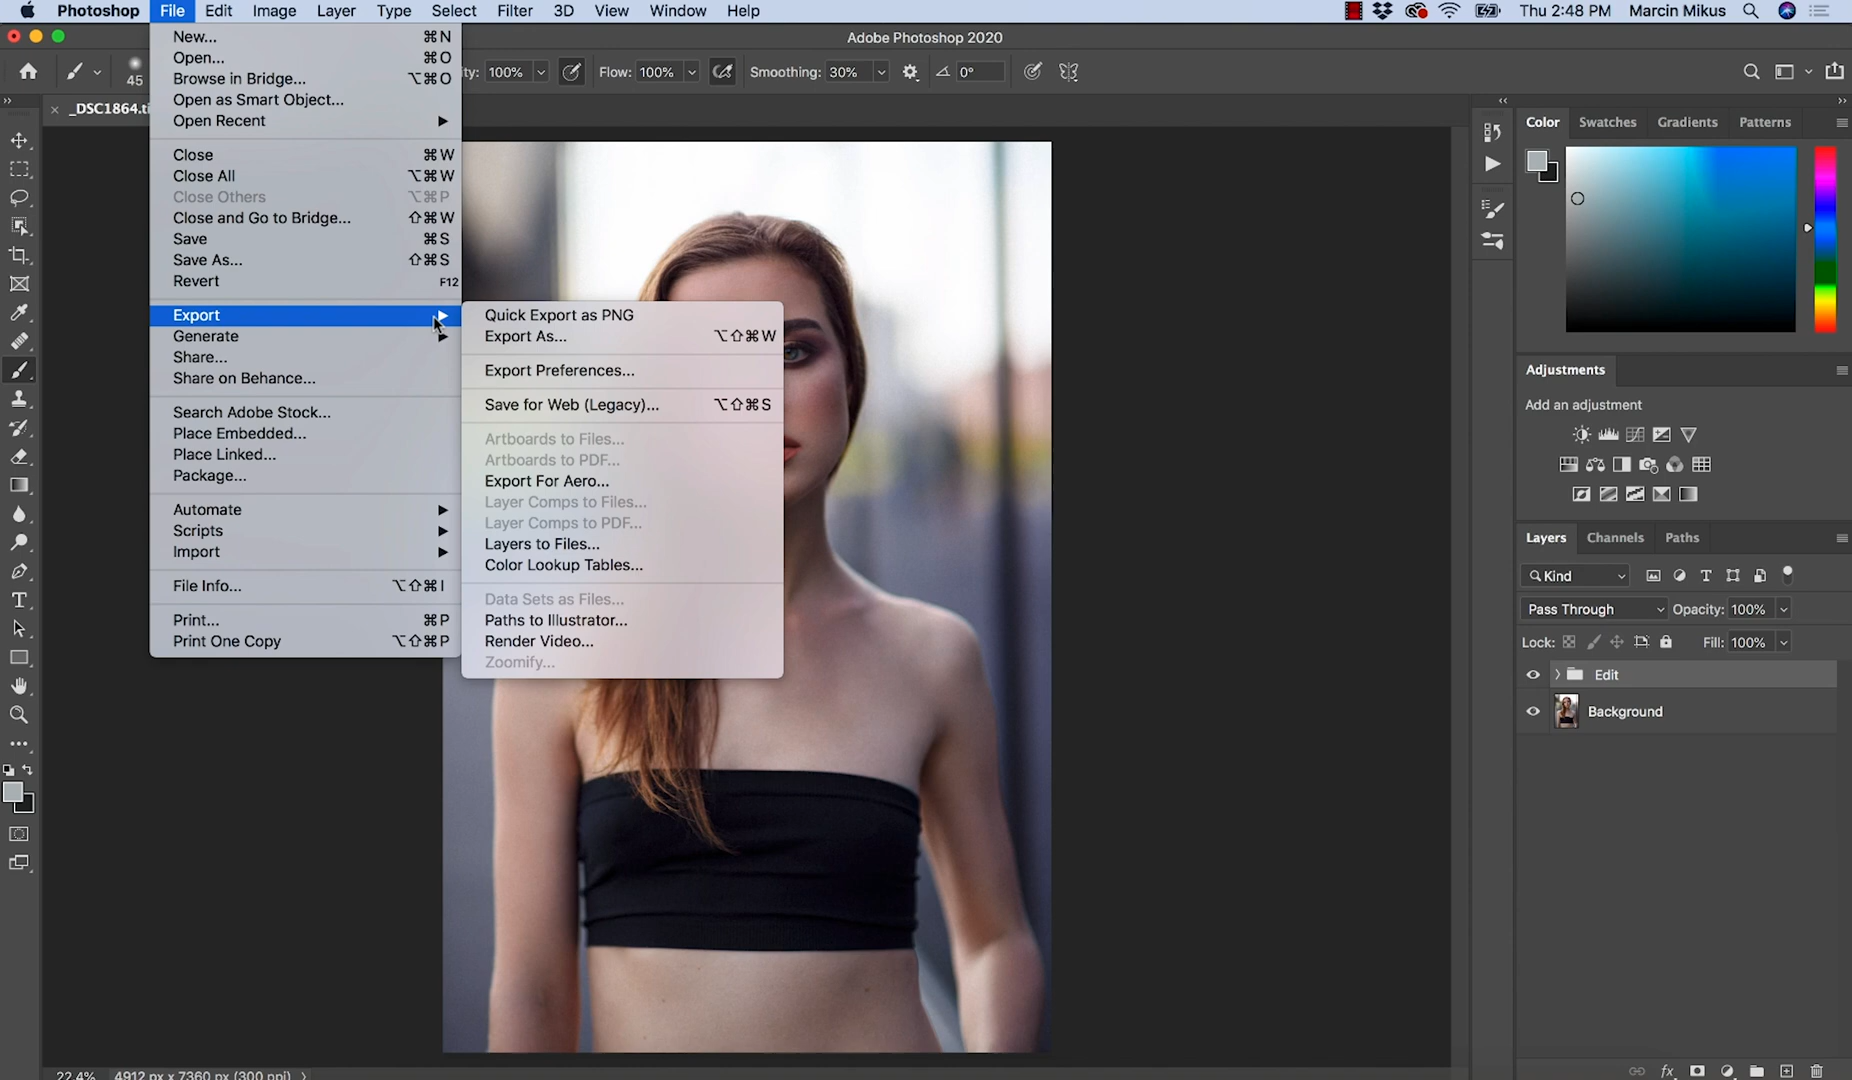 Photoshop File Edit Image Layer Type Select Filter 3D View Window Help Thu 2:48 PM Marcin Mikus
Adobe Photoshop 2020
45 ity: 100% Flow: 100% Smoothing: 30% 0°
_DSC1864.ti
New... ⌘N
Open... ⌘O
Browse in Bridge... ⌥⌘O
Open as Smart Object...
Open Recent
Close ⌘W
Close All ⌥⌘W
Close Others ⌥⌘P
Close and Go to Bridge... ⇧⌘W
Save ⌘S
Save As... ⇧⌘S
Revert F12
Export
Generate
Share...
Share on Behance...
Search Adobe Stock...
Place Embedded...
Place Linked...
Package...
Automate
Scripts
Import
File Info... ⌥⇧⌘I
Print... ⌘P
Print One Copy ⌥⇧⌘P
Quick Export as PNG
Export As... ⌥⇧⌘W
Export Preferences...
Save for Web (Legacy)... ⌥⇧⌘S
Artboards to Files...
Artboards to PDF...
Export For Aero...
Layer Comps to Files...
Layer Comps to PDF...
Layers to Files...
Color Lookup Tables...
Data Sets as Files...
Paths to Illustrator...
Render Video...
Zoomify...
Color Swatches Gradients Patterns
Adjustments
Add an adjustment
Layers Channels Paths
Kind
Pass Through Opacity: 100%
Lock: Fill: 100%
Edit
Background
22.4% 4912 px x 7360 px (300 ppi)